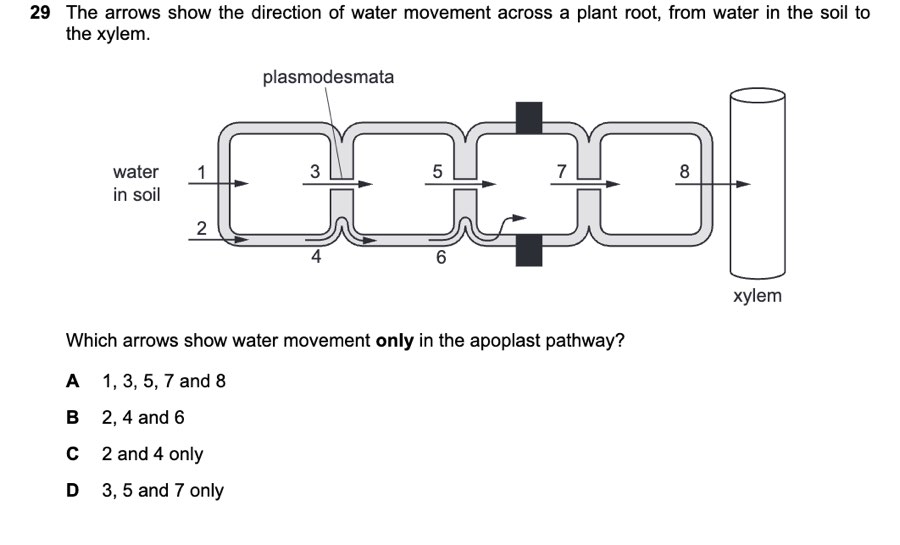 29 The arrows show the direction of water movement across a plant root, from water in the soil to
the xylem.
plasmodesmata
water
in soil
1
3
5
7
8
2
4
6
xylem
Which arrows show water movement only in the apoplast pathway?
A 1, 3, 5, 7 and 8
B 2, 4 and 6
C 2 and 4 only
D 3, 5 and 7 only